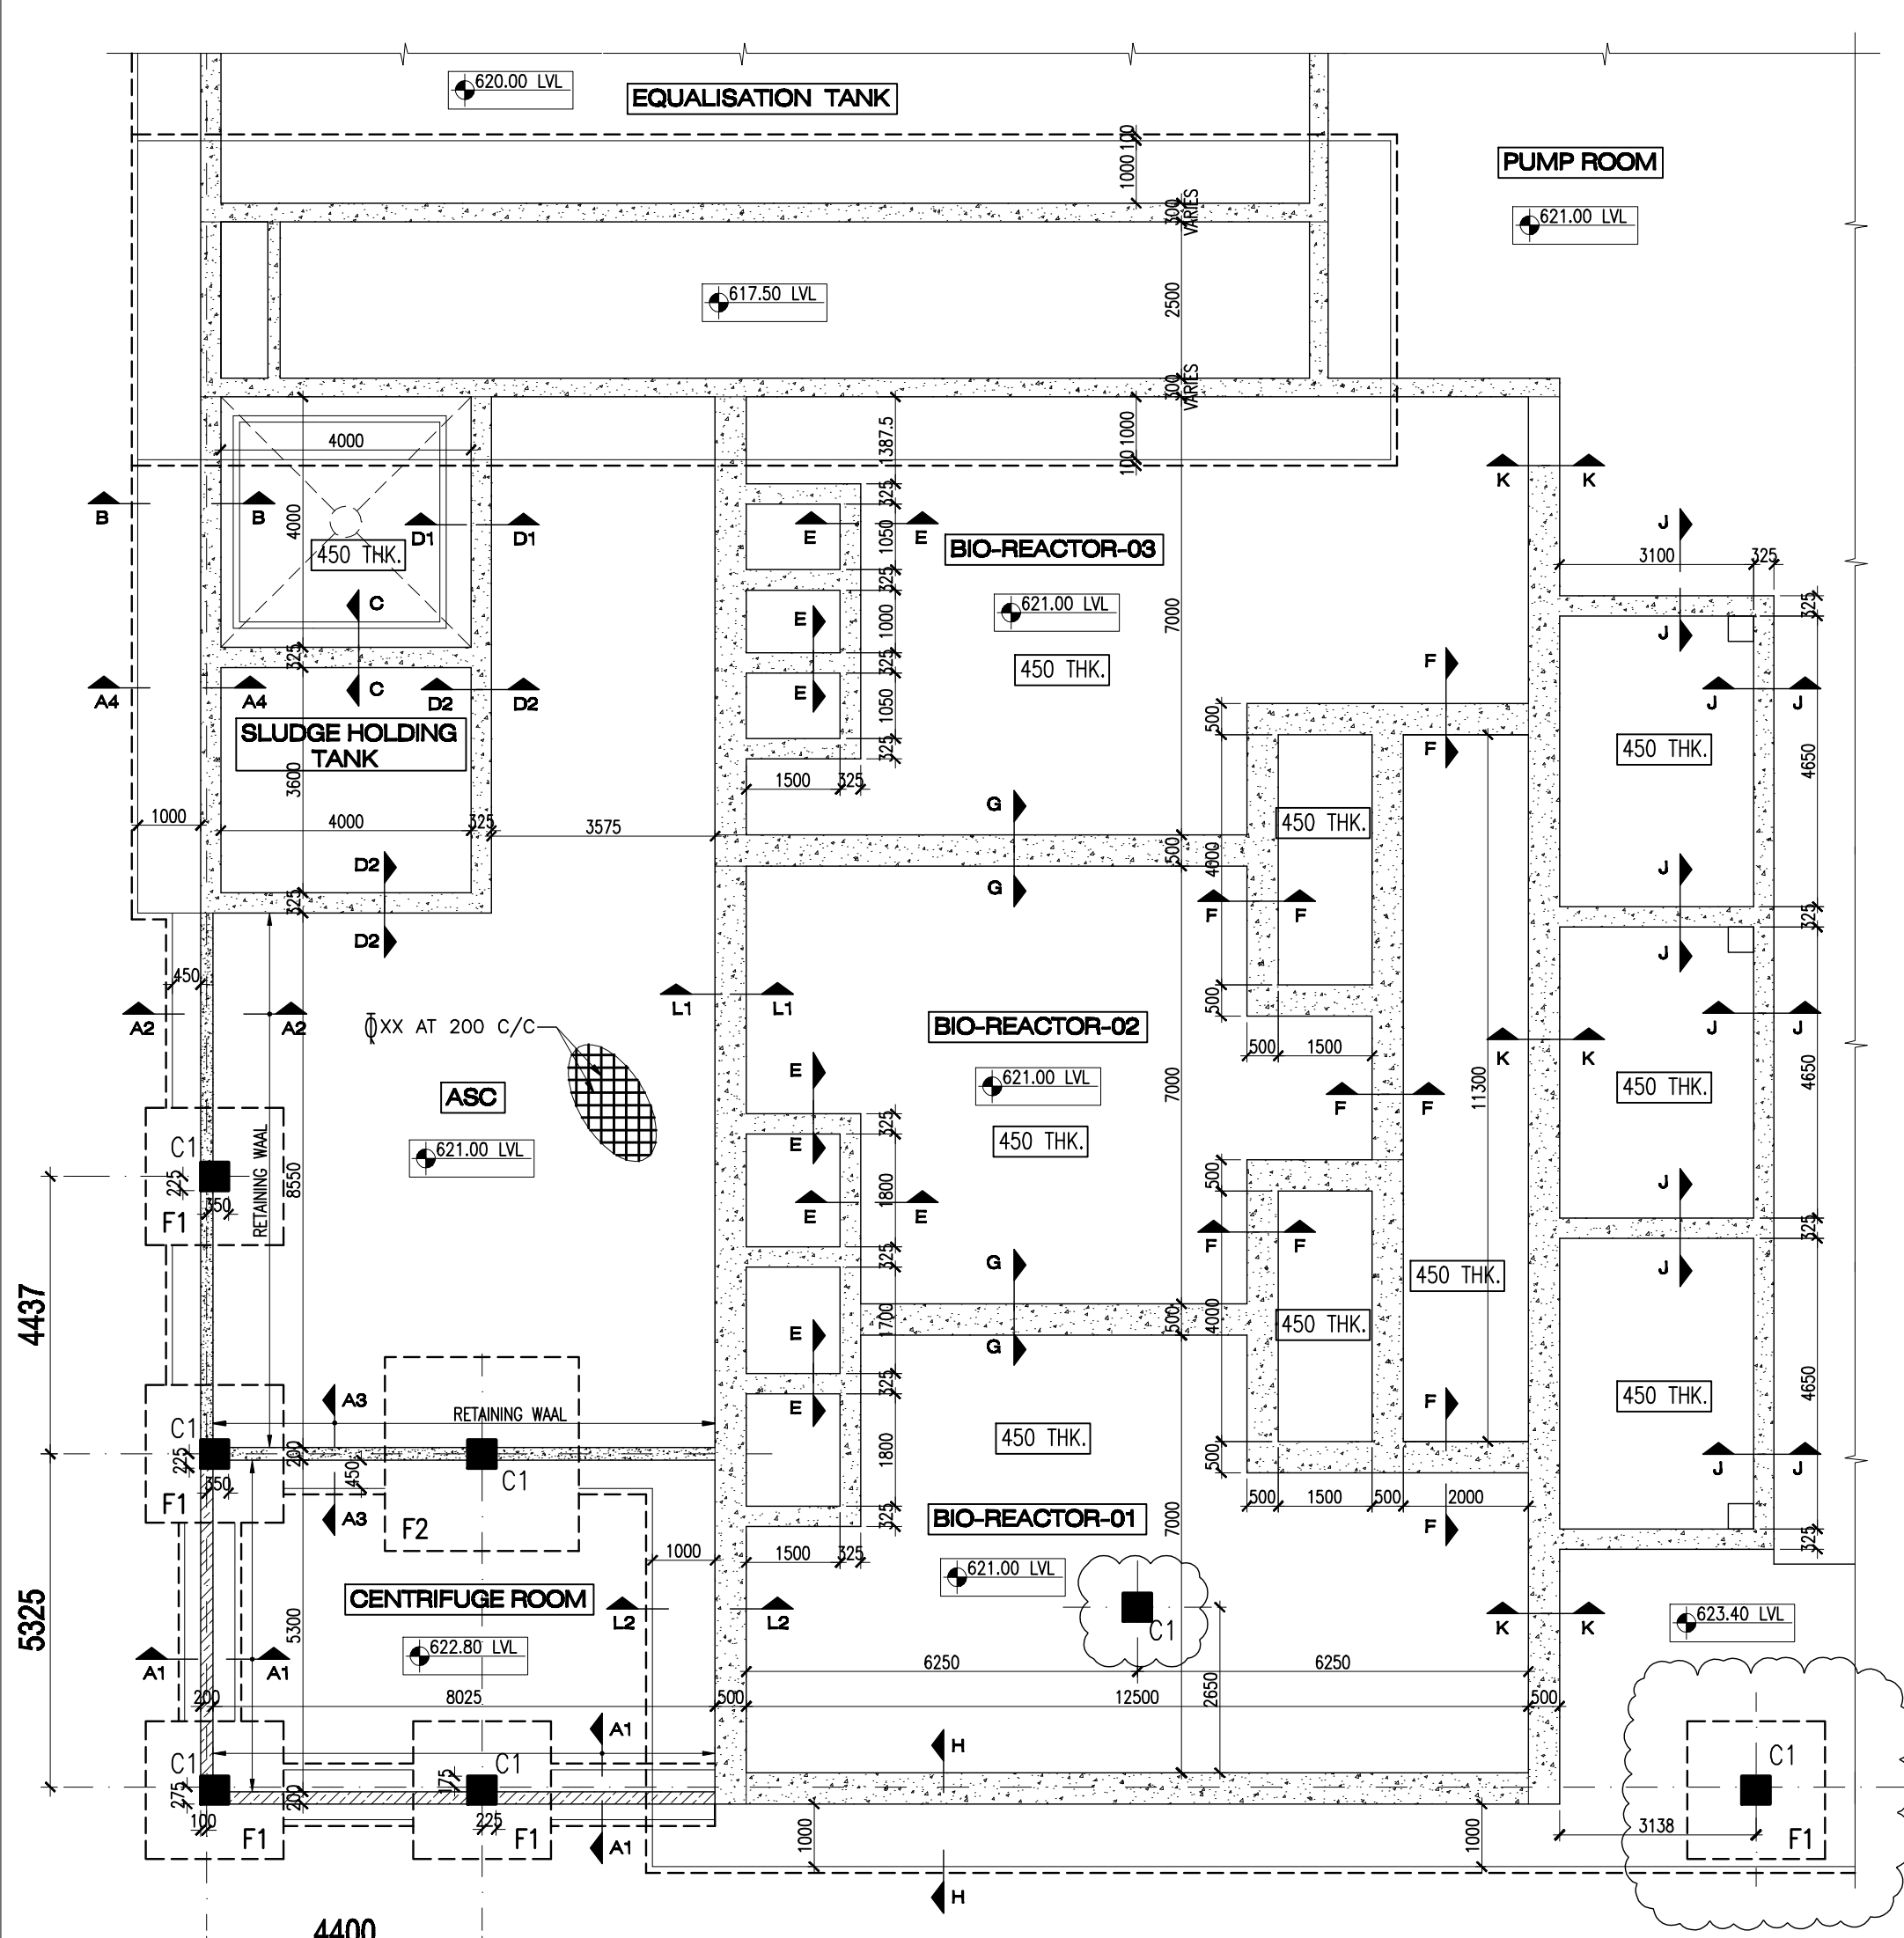 620.00 LVL
EQUALISATION TANK
100
1000
PUMP ROOM
621.00 LVL
300
VARIES
617.50 LVL
2500
300
VARIES
4000
1387.5
1000
100
K K
B B
4000
325
D1 D1
E E
1050
BIO-REACTOR-03
J
3100 325
450 THK.
C
325
621.00 LVL
7000
325
E
1000
J
C
325
450 THK.
F
325
A4 A4
D2 D2
E
1050
J J
500
F
SLUDGE HOLDING
TANK
325
450 THK.
4650
3600
1500 325
1000
4000 325
3575
G
450 THK.
500
4000
D2
G
J
325
F F
325
D2
J
450
L1 L1
500
A2 A2
XX AT 200 C/C
BIO-REACTOR-02
J J
500 1500
K K
E
621.00 LVL
7000
450 THK.
4650
ASC
F F
11300
325
450 THK.
C1
621.00 LVL
E
500
225
RETAINING WAAL
8550
1800
J
350
F1
E E
F F
325
325
G
J
450 THK.
4437
1700
500
4000
450 THK.
E
G
A3
325
F
450 THK.
4650
RETAINING WAAL
E
C1
450 THK.
225
200
450
1800
500
J J
350
C1
F1
A3
F2
500 1500 500 2000
325
BIO-REACTOR-01
7000
F
325
1000
1500 325
621.00 LVL
CENTRIFUGE ROOM
5325
5300
L2 L2
C1
K K
623.40 LVL
622.80 LVL
A1 A1
6250 6250
2650
200
8025
500
12500
500
A1
H
C1
C1
C1
275
175
200
100
F1
225
F1
A1
1000
1000
3138
F1
H
4400